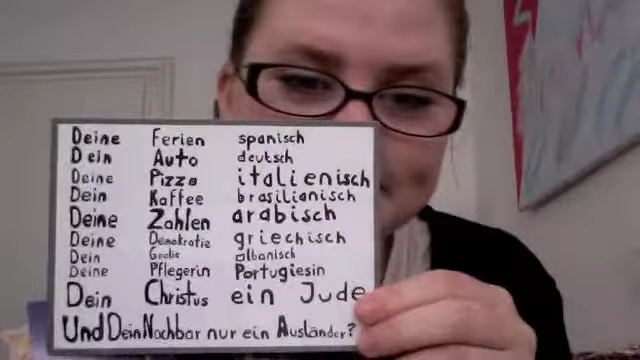 Deine Ferien spanisch
Dein Auto deutsch
Deine Pizza italienisch
Dein Kaffee brasilianisch
Deine Zahlen arabisch
Deine Demokratie griechisch
Dein Goalie albanisch
Deine Pflegerin Portugiesin
Dein Christus ein Jude
Und Dein Nachbar nur ein Ausländer?